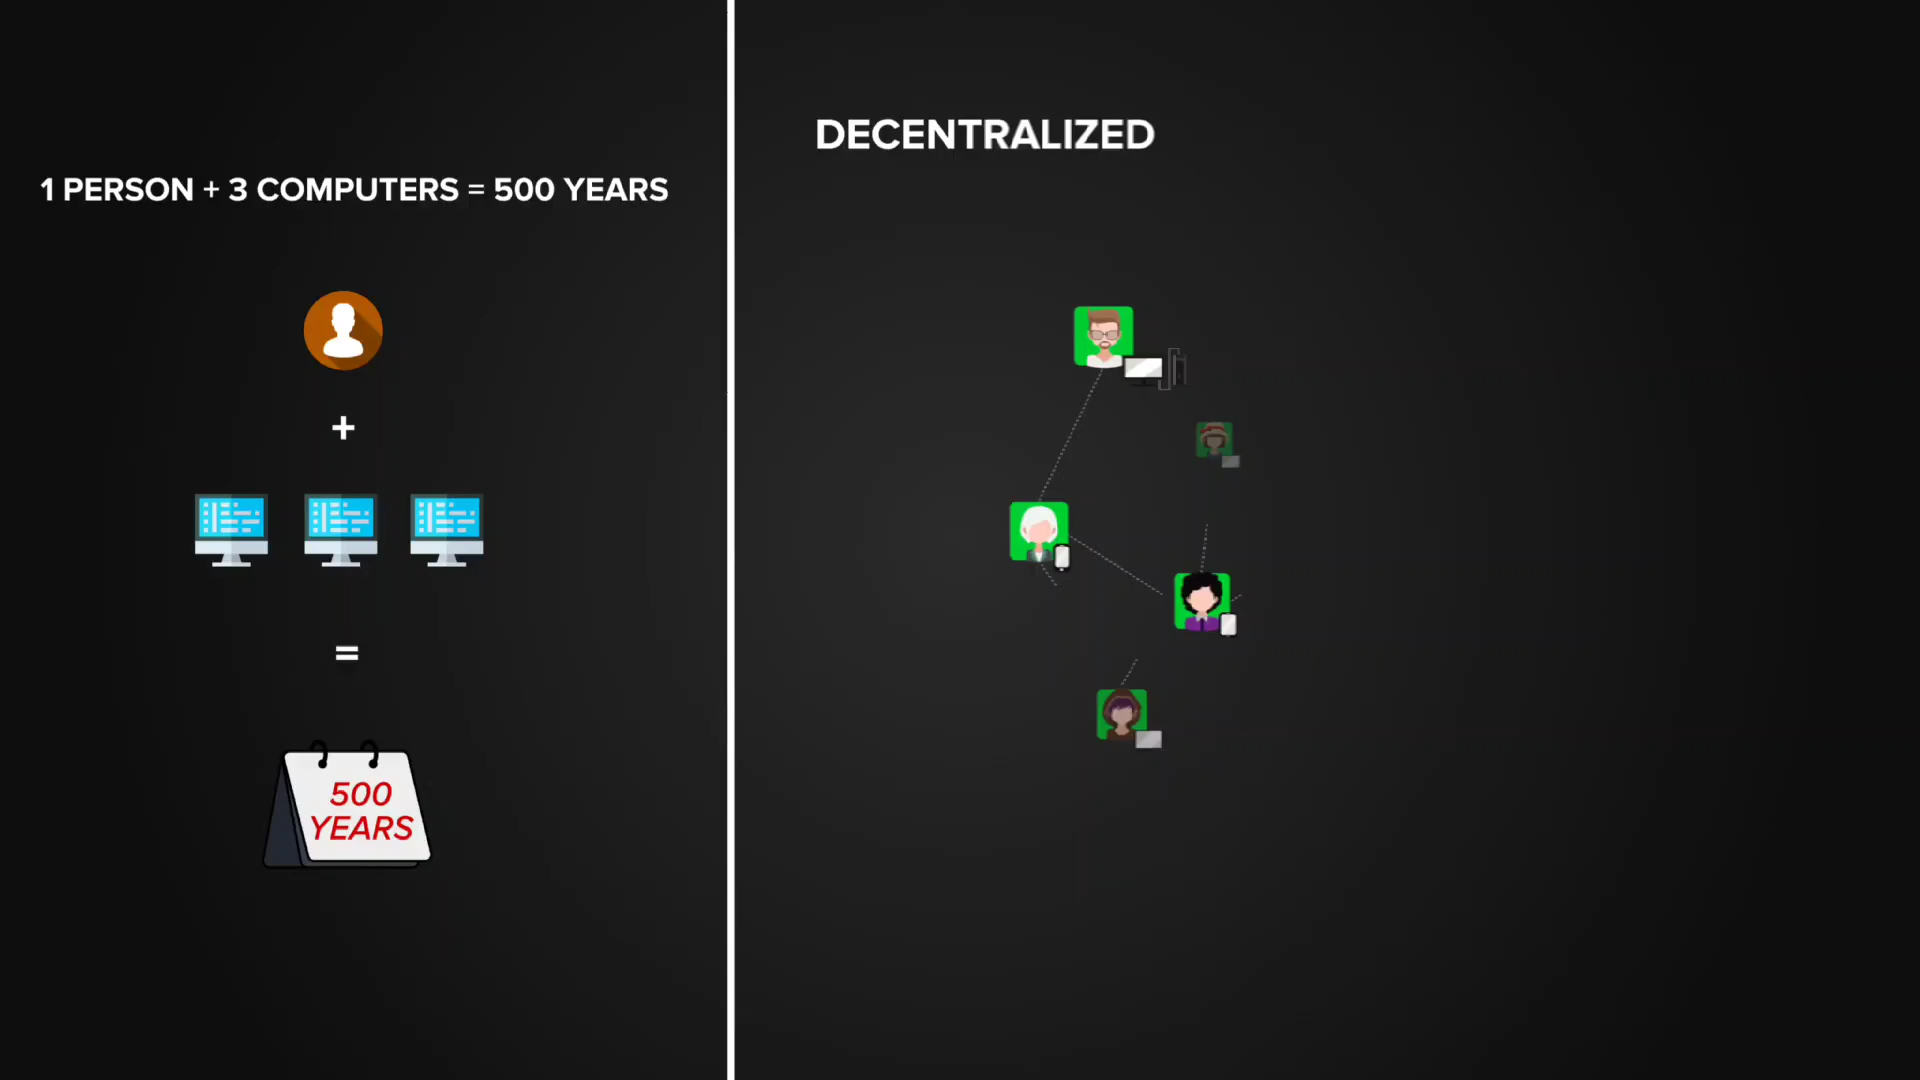 1 PERSON + 3 COMPUTERS = 500 YEARS
+
=
500
YEARS
DECENTRALIZED